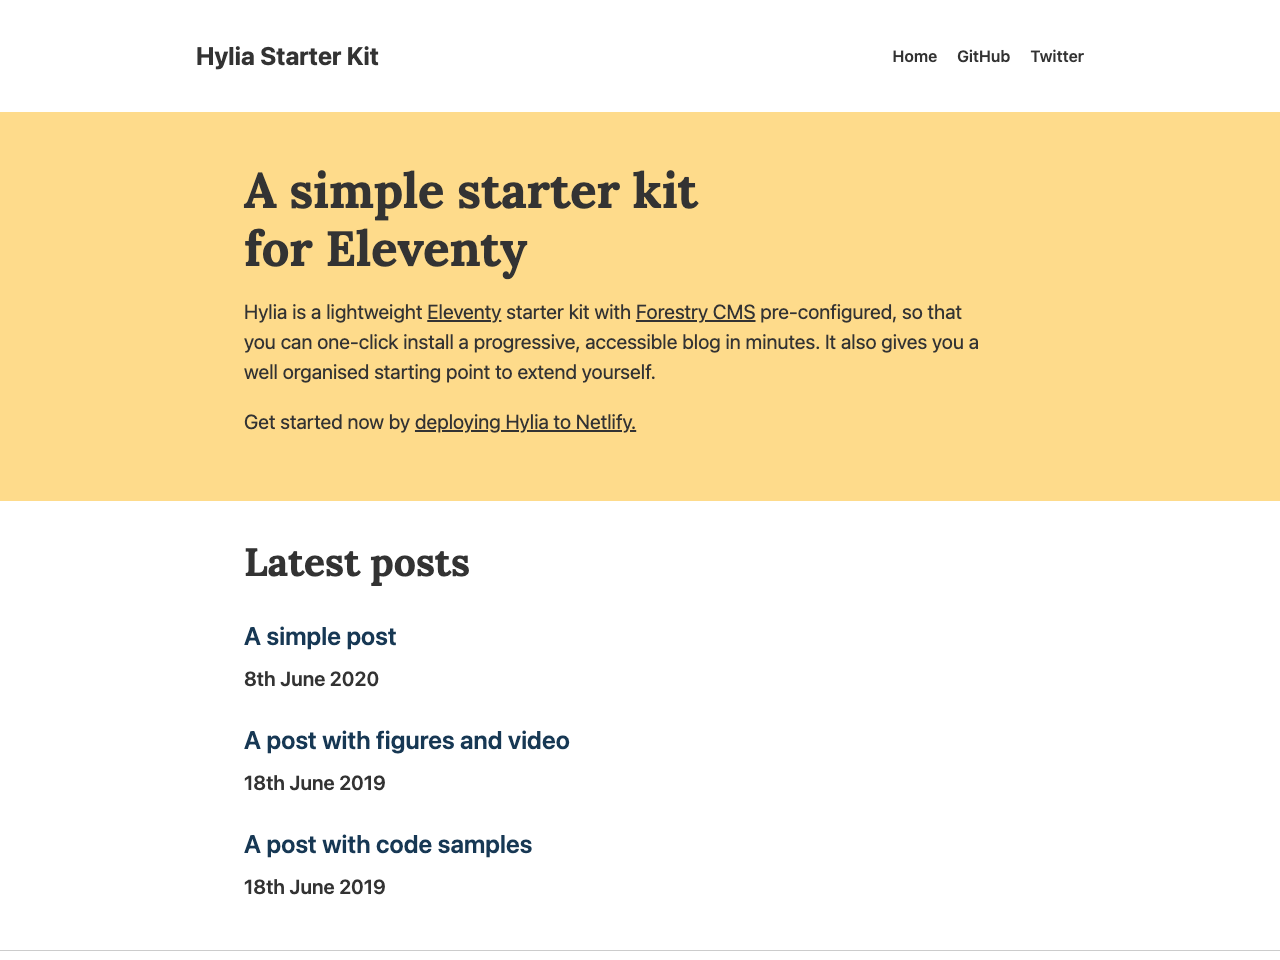 Hylia Starter Kit
Home GitHub Twitter
A simple starter kit
for Eleventy
Hylia is a lightweight Eleventy starter kit with Forestry CMS pre-configured, so that
you can one-click install a progressive, accessible blog in minutes. It also gives you a
well organised starting point to extend yourself.
Get started now by deploying Hylia to Netlify.
Latest posts
A simple post
8th June 2020
A post with figures and video
18th June 2019
A post with code samples
18th June 2019